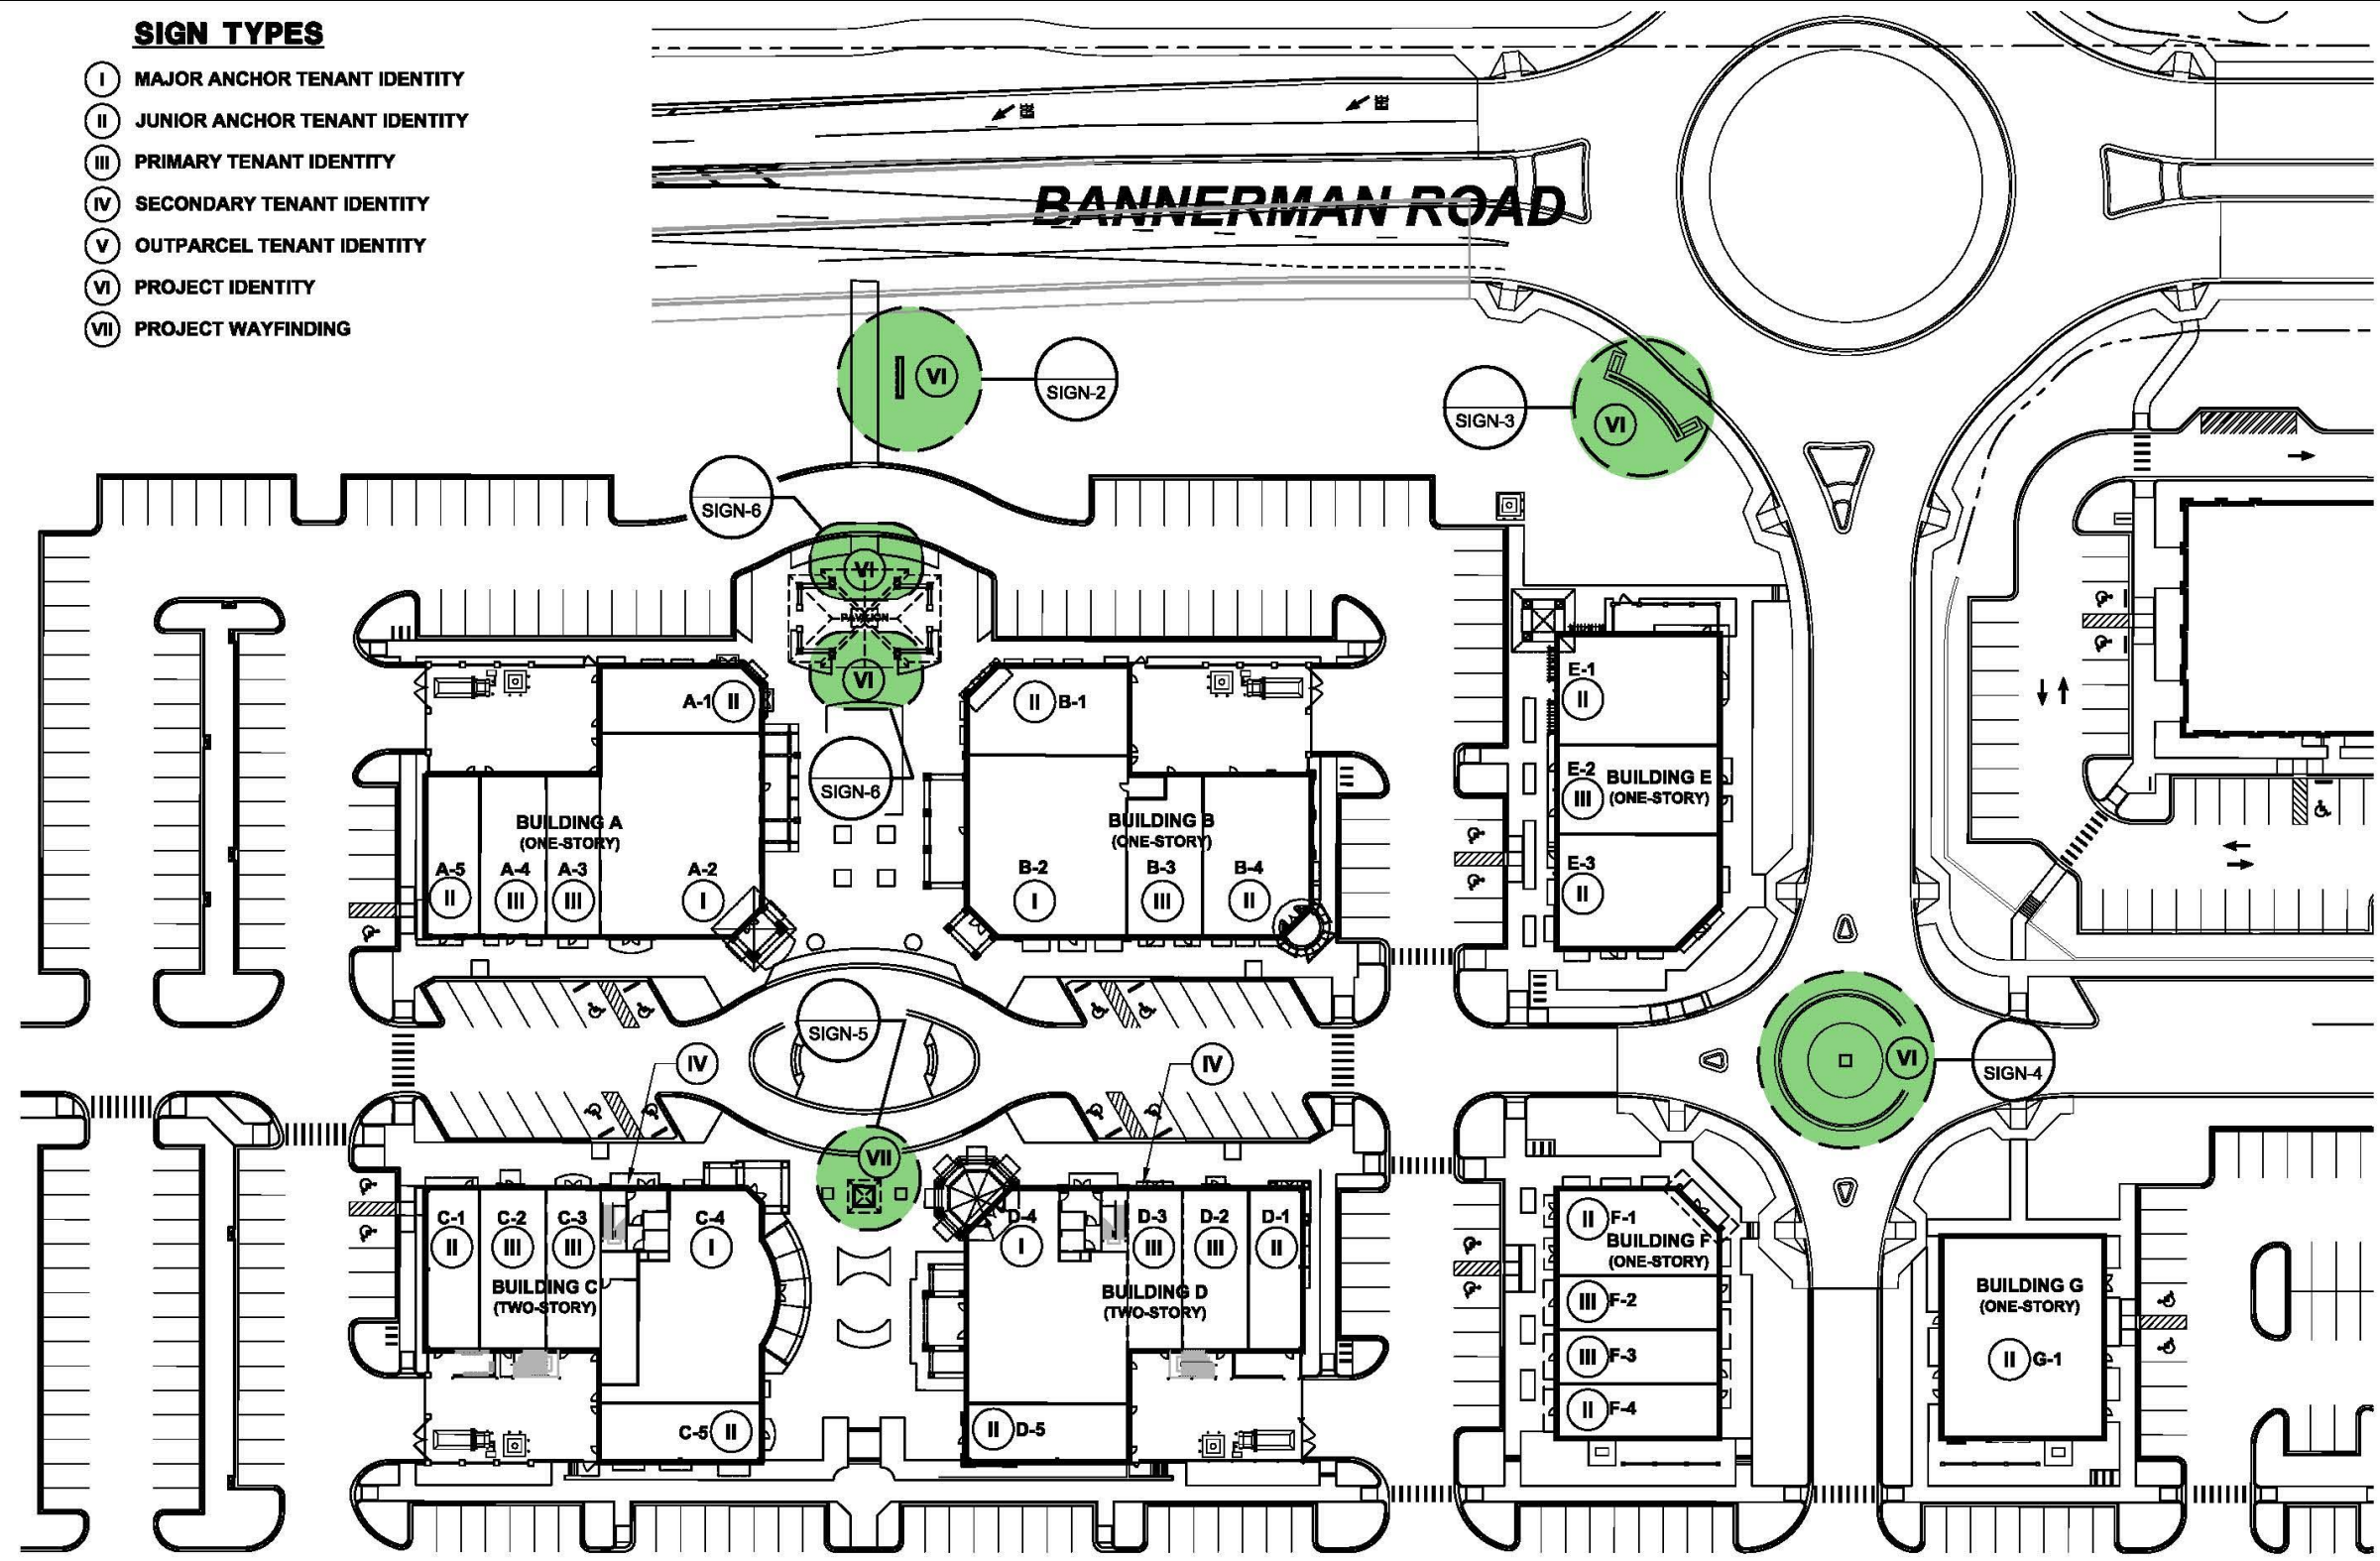 SIGN TYPES
I MAJOR ANCHOR TENANT IDENTITY
II JUNIOR ANCHOR TENANT IDENTITY
III PRIMARY TENANT IDENTITY
IV SECONDARY TENANT IDENTITY
V OUTPARCEL TENANT IDENTITY
VI PROJECT IDENTITY
VII PROJECT WAYFINDING
BANNERMAN ROAD
VI
SIGN-2
SIGN-3
VI
SIGN-6
VI
PAVILION
VI
SIGN-6
A-1 II
II B-1
BUILDING A
(ONE-STORY)
A-5
II
A-4
III
A-3
III
A-2
I
BUILDING B
(ONE-STORY)
B-2
I
B-3
III
B-4
II
E-1
II
E-2
III
BUILDING E
(ONE-STORY)
E-3
II
SIGN-5
IV
IV
VI
SIGN-4
VII
C-1
II
C-2
III
C-3
III
C-4
I
BUILDING C
(TWO-STORY)
C-5 II
D-4
I
D-3
III
D-2
III
D-1
II
BUILDING D
(TWO-STORY)
II D-5
II F-1
BUILDING F
(ONE-STORY)
III F-2
III F-3
II F-4
BUILDING G
(ONE-STORY)
II G-1